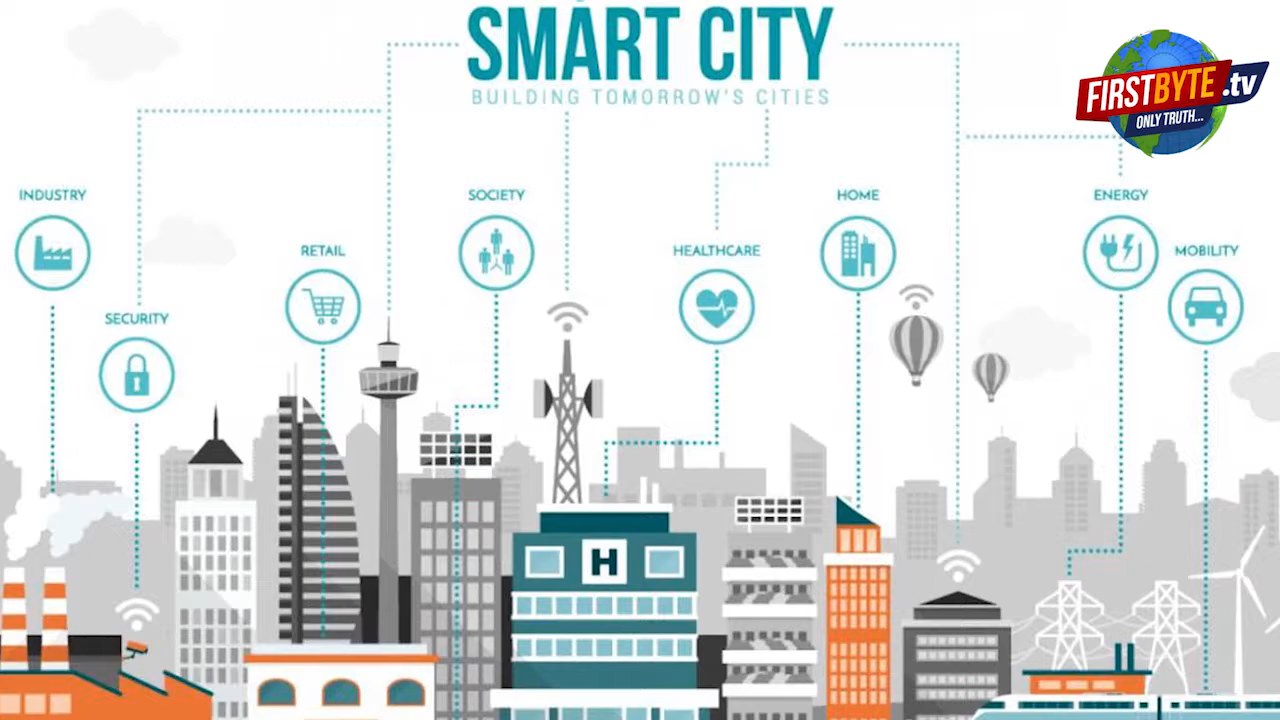 SMART CITY
BUILDING TOMORROW'S CITIES
FIRSTBYTE.tv
ONLY TRUTH...
INDUSTRY
SOCIETY
HOME
ENERGY
RETAIL
HEALTHCARE
MOBILITY
SECURITY
H